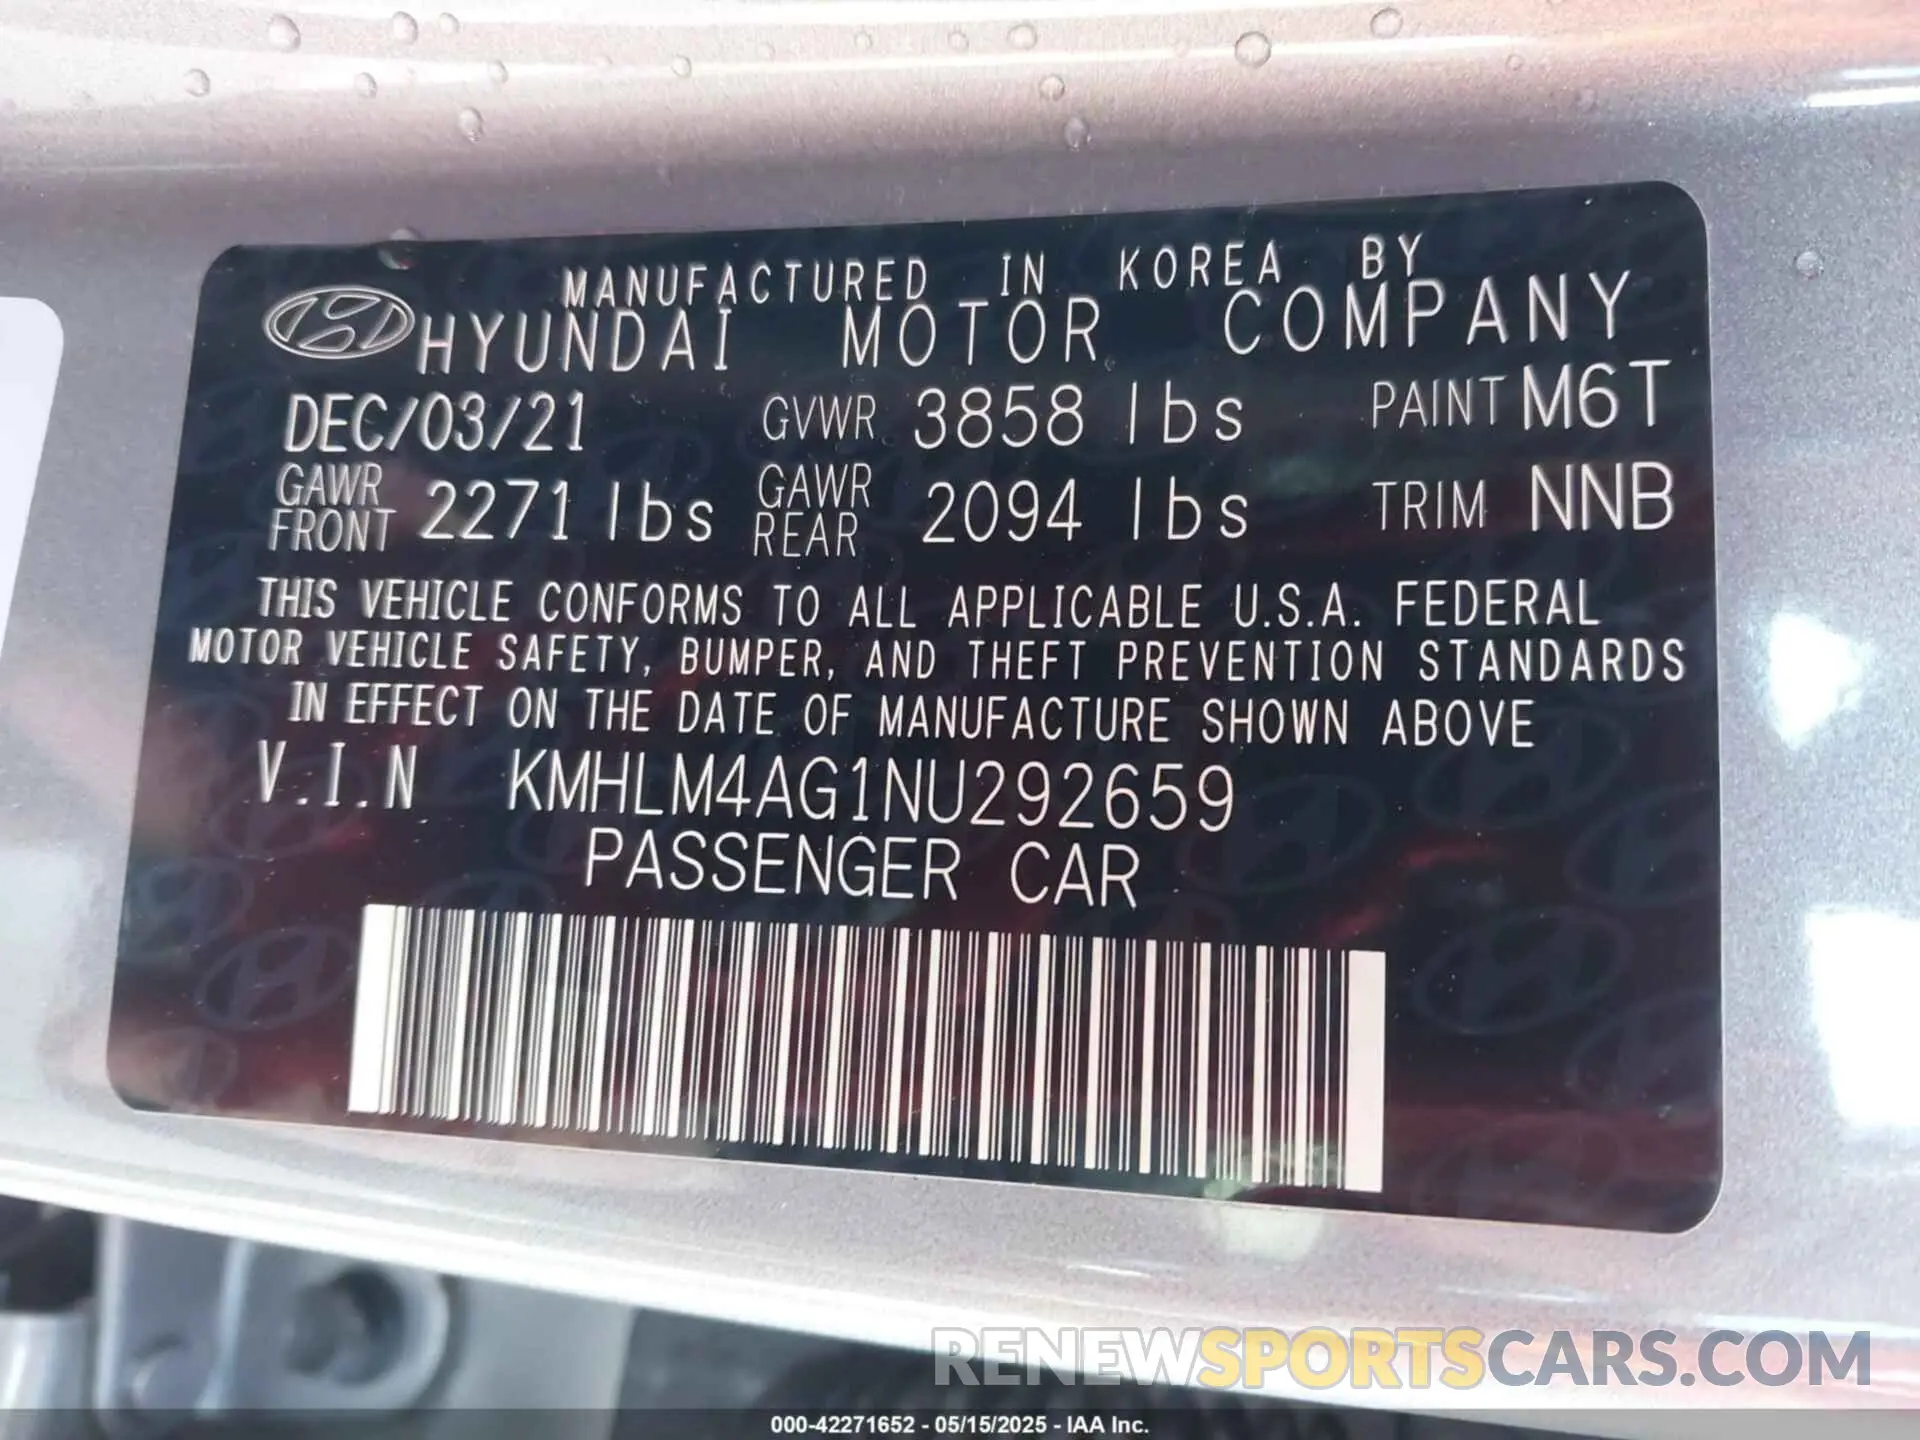 MANUFACTURED IN KOREA BY
HYUNDAI MOTOR COMPANY
DEC/03/21 GVWR 3858 lbs PAINT M6T
GAWR FRONT 2271 lbs GAWR REAR 2094 lbs TRIM NNB
THIS VEHICLE CONFORMS TO ALL APPLICABLE U.S.A. FEDERAL
MOTOR VEHICLE SAFETY, BUMPER, AND THEFT PREVENTION STANDARDS
IN EFFECT ON THE DATE OF MANUFACTURE SHOWN ABOVE
V.I.N KMHLM4AG1NU292659
PASSENGER CAR
RENEWSPORTSCARS.COM
000-42271652 - 05/15/2025 - IAA Inc.